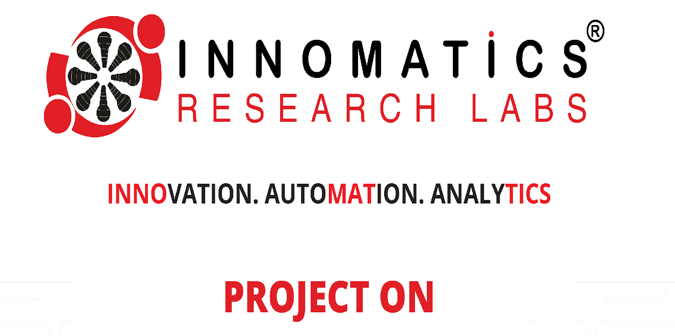 INNOMATICS®
RESEARCH LABS
INNOVATION. AUTOMATION. ANALYTICS
PROJECT ON